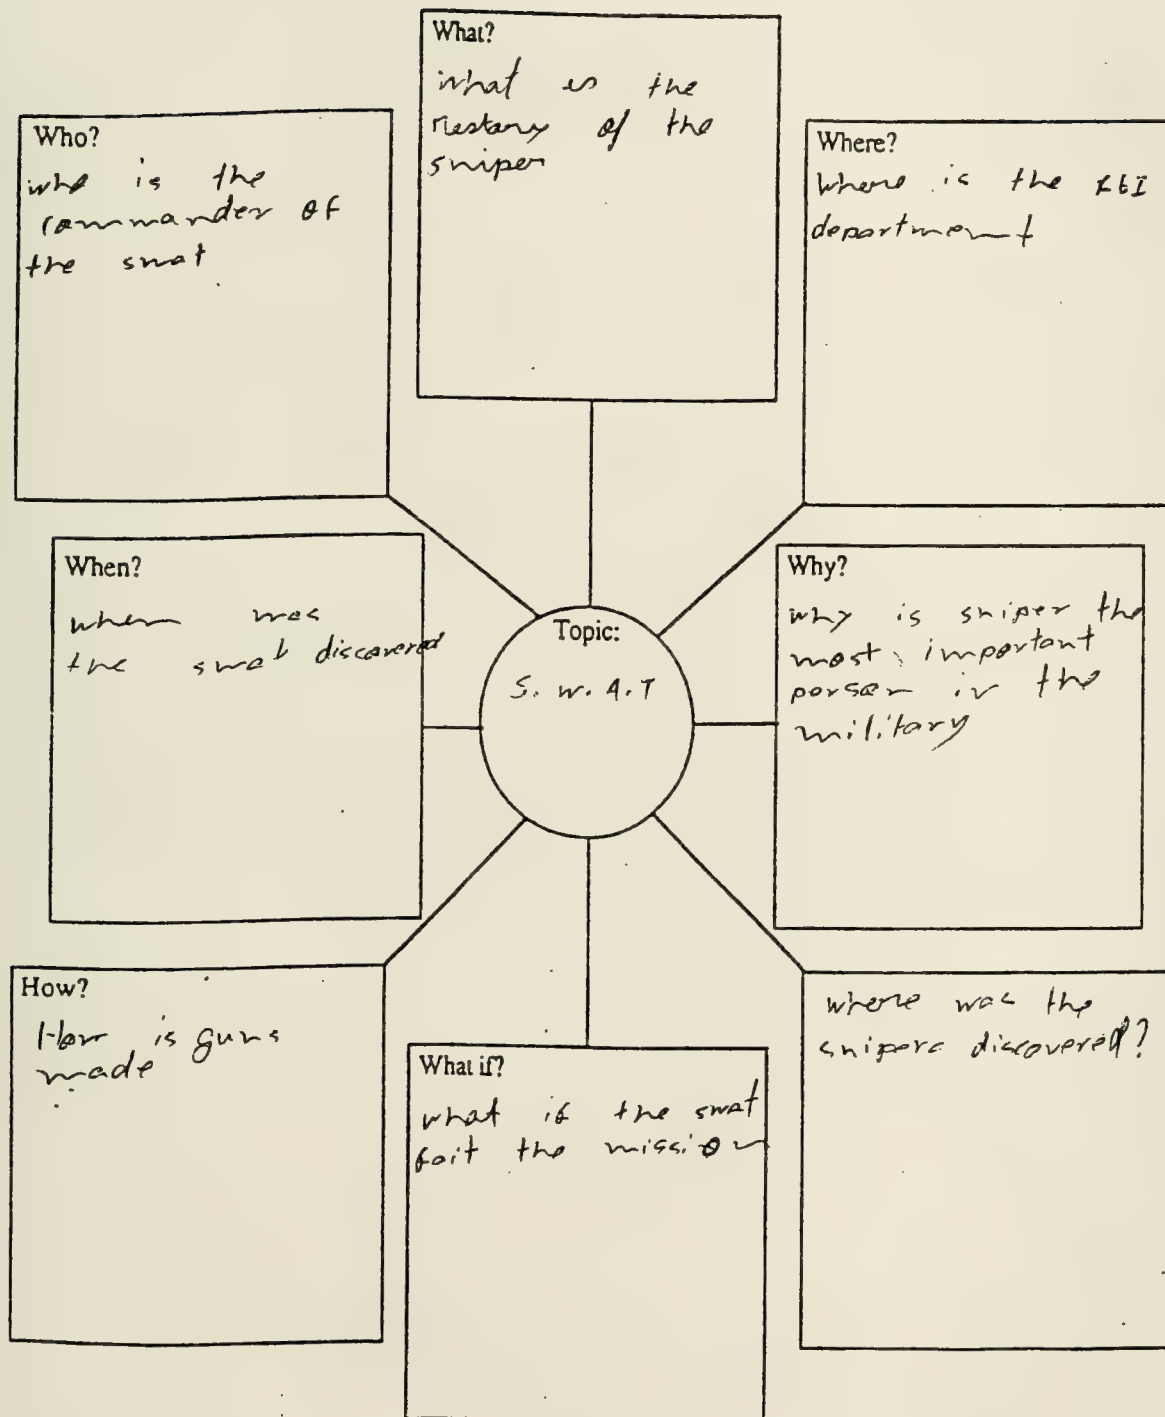 What?
what is the
of the
sniper
Who?
who is the
commander of
the swat
Where?
Where is the FBI
department
When?
when was
the swat discovered
Topic:
S. W. A. T
Why?
why is sniper the
most important
person in the
military
How?
How is guns
made
What if?
what if the swat
fait the mission
where was the
snipers discovered?